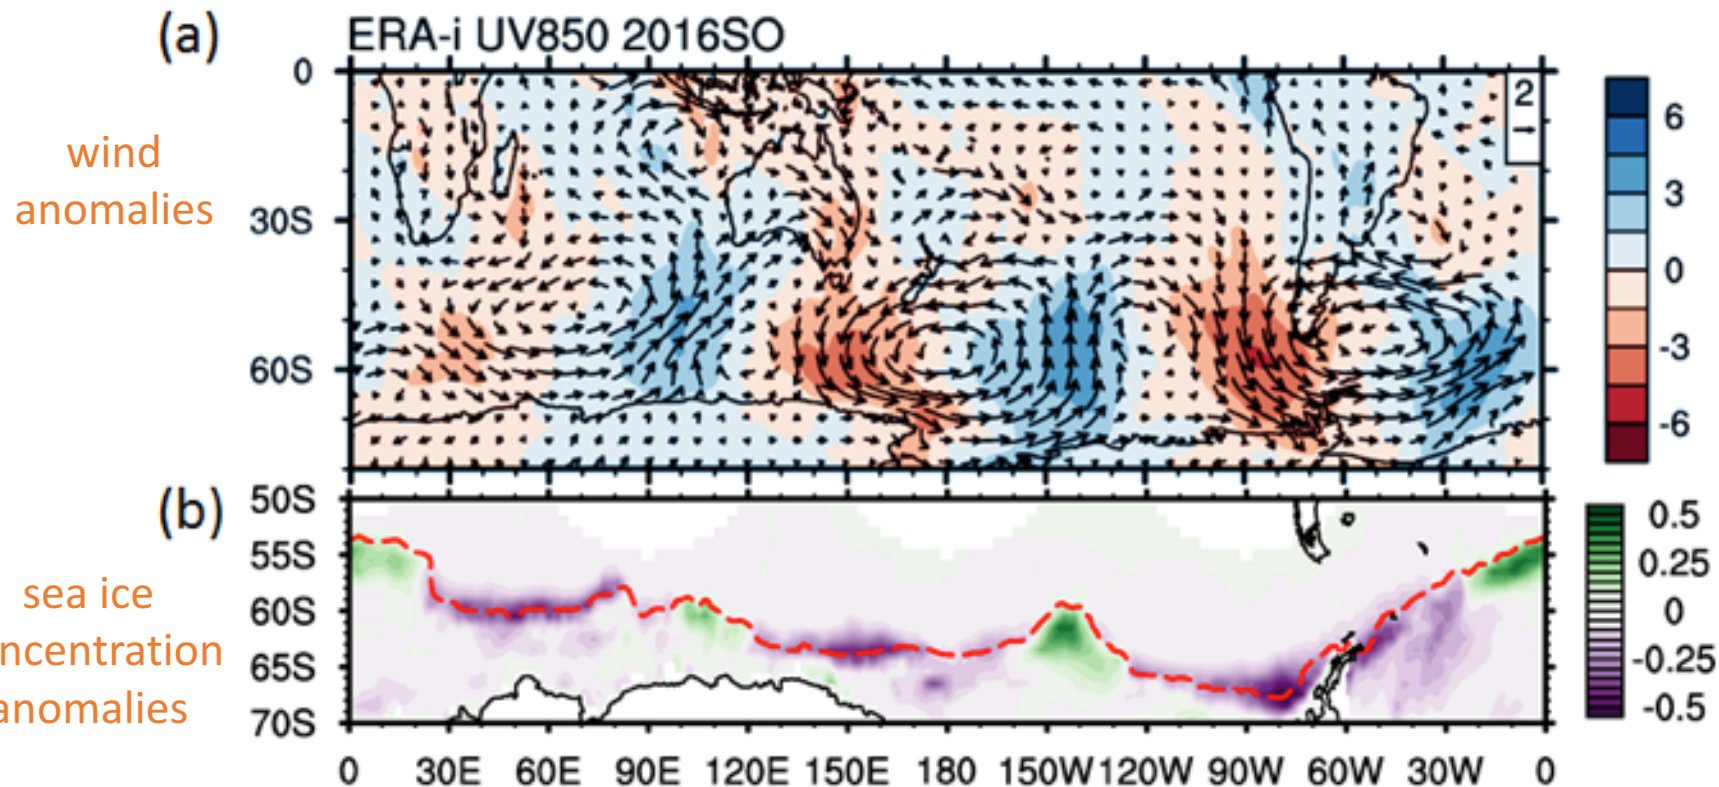 (a)
ERA-i UV850 2016SO
wind
anomalies
0
30S
60S
2
6
3
0
-3
-6
(b)
sea ice
ncentration
anomalies
50S
55S
60S
65S
70S
0.5
0.25
0
-0.25
-0.5
0 30E 60E 90E 120E 150E 180 150W 120W 90W 60W 30W 0